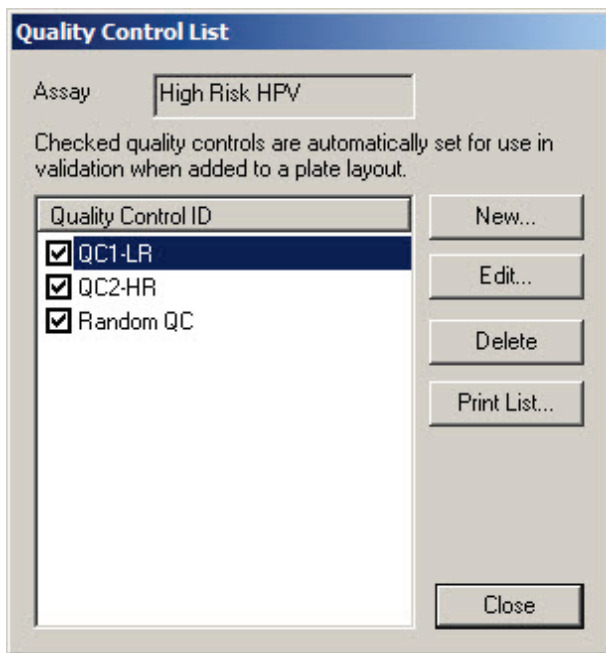 Quality Control List
Assay High Risk HPV
Checked quality controls are automatically set for use in
validation when added to a plate layout.
Quality Control ID
QC1-LR
QC2-HR
Random QC
New...
Edit...
Delete
Print List...
Close